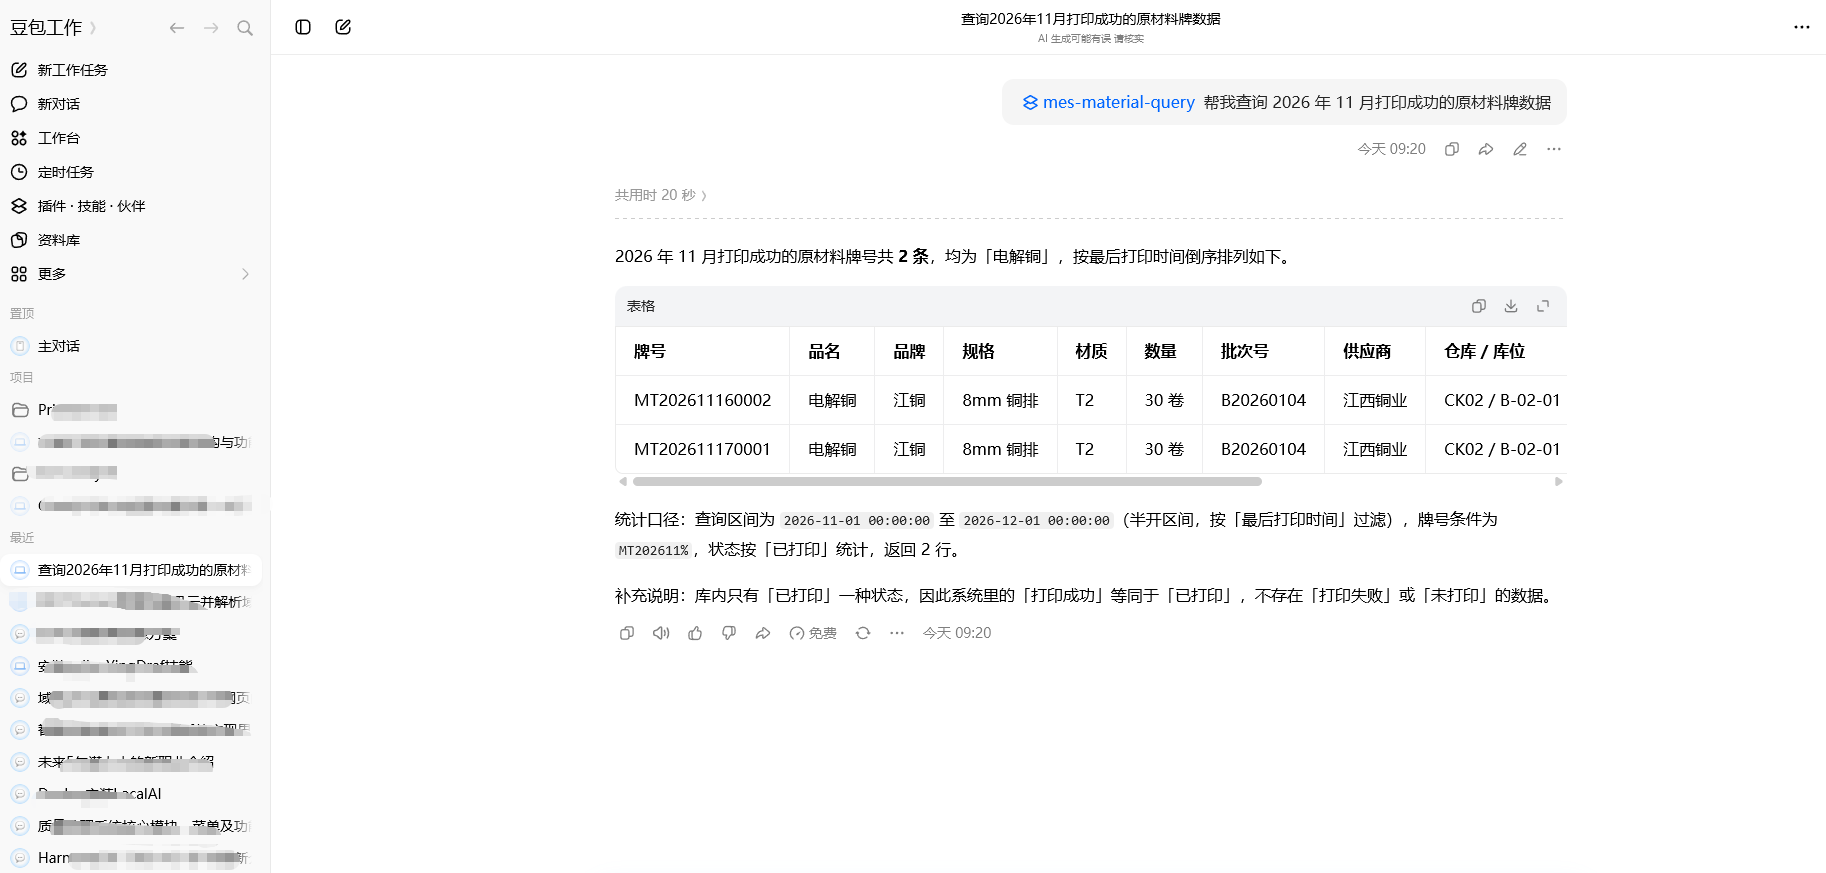 豆包工作
新工作任务
新对话
工作台
定时任务
插件 · 技能 · 伙伴
资料库
更多
置顶
主对话
项目
最近
查询2026年11月打印成功的原材料
查询2026年11月打印成功的原材料牌数据
AI 生成可能有误 请核实
mes-material-query 帮我查询 2026 年 11 月打印成功的原材料牌数据
今天 09:20
共用时 20 秒
2026 年 11 月打印成功的原材料牌号共 2 条，均为「电解铜」，按最后打印时间倒序排列如下。
表格
牌号 品名 品牌 规格 材质 数量 批次号 供应商 仓库 / 库位
MT202611160002 电解铜 江铜 8mm 铜排 T2 30 卷 B20260104 江西铜业 CK02 / B-02-01
MT202611170001 电解铜 江铜 8mm 铜排 T2 30 卷 B20260104 江西铜业 CK02 / B-02-01
统计口径：查询区间为 2026-11-01 00:00:00 至 2026-12-01 00:00:00（半开区间，按「最后打印时间」过滤），牌号条件为
MT202611%，状态按「已打印」统计，返回 2 行。
补充说明：库内只有「已打印」一种状态，因此系统里的「打印成功」等同于「已打印」，不存在「打印失败」或「未打印」的数据。
免费
今天 09:20